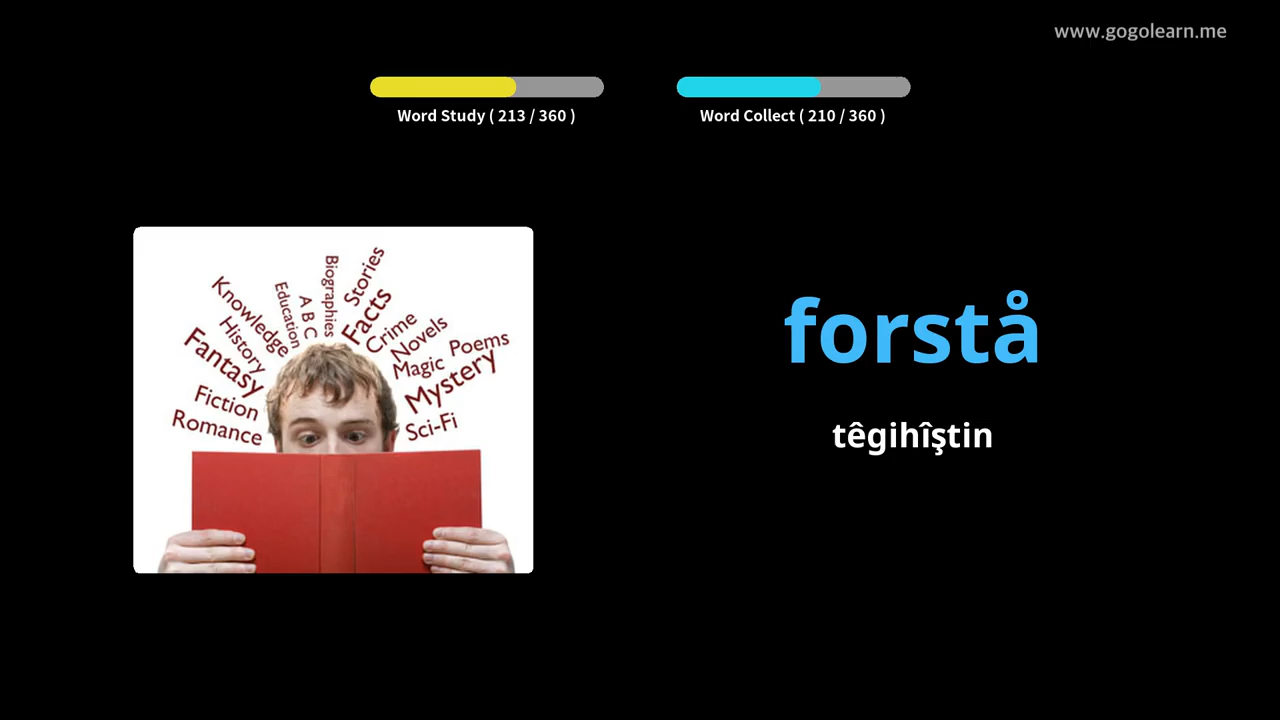 www.gogolearn.me
Word Study ( 213 / 360 )
Word Collect ( 210 / 360 )
Stories
Biographies
Facts
Education
A B C
Knowledge
History
Crime
Novels
Poems
Magic
Fantasy
Mystery
Fiction
Romance
Sci-Fi
forstå
têgihîştin